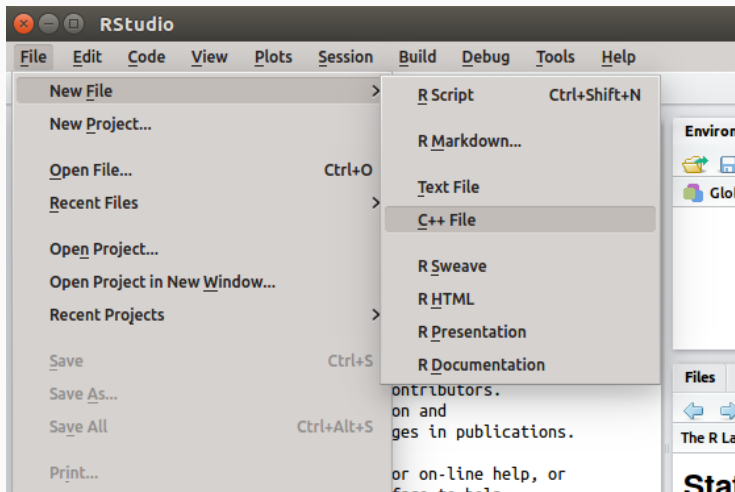 RStudio
File Edit Code View Plots Session Build Debug Tools Help
New File
New Project...
Open File... Ctrl+O
Recent Files
Open Project...
Open Project in New Window...
Recent Projects
Save Ctrl+S
Save As...
Save All Ctrl+Alt+S
Print...
R Script Ctrl+Shift+N
R Markdown...
Text File
C++ File
R Sweave
R HTML
R Presentation
R Documentation
ontributors.
on and
ges in publications.
or on-line help, or
Environ
Glo
Files
The R La
Stat